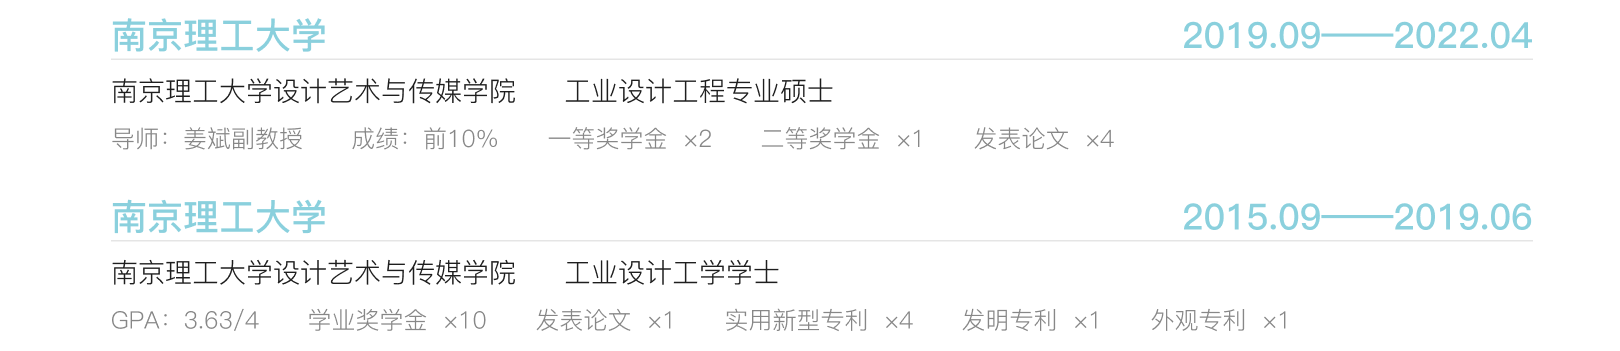 南京理工大学 2019.09——2022.04
南京理工大学设计艺术与传媒学院 工业设计工程专业硕士
导师：姜斌副教授 成绩：前10% 一等奖学金 ×2 二等奖学金 ×1 发表论文 ×4
南京理工大学 2015.09——2019.06
南京理工大学设计艺术与传媒学院 工业设计工学学士
GPA：3.63/4 学业奖学金 ×10 发表论文 ×1 实用新型专利 ×4 发明专利 ×1 外观专利 ×1